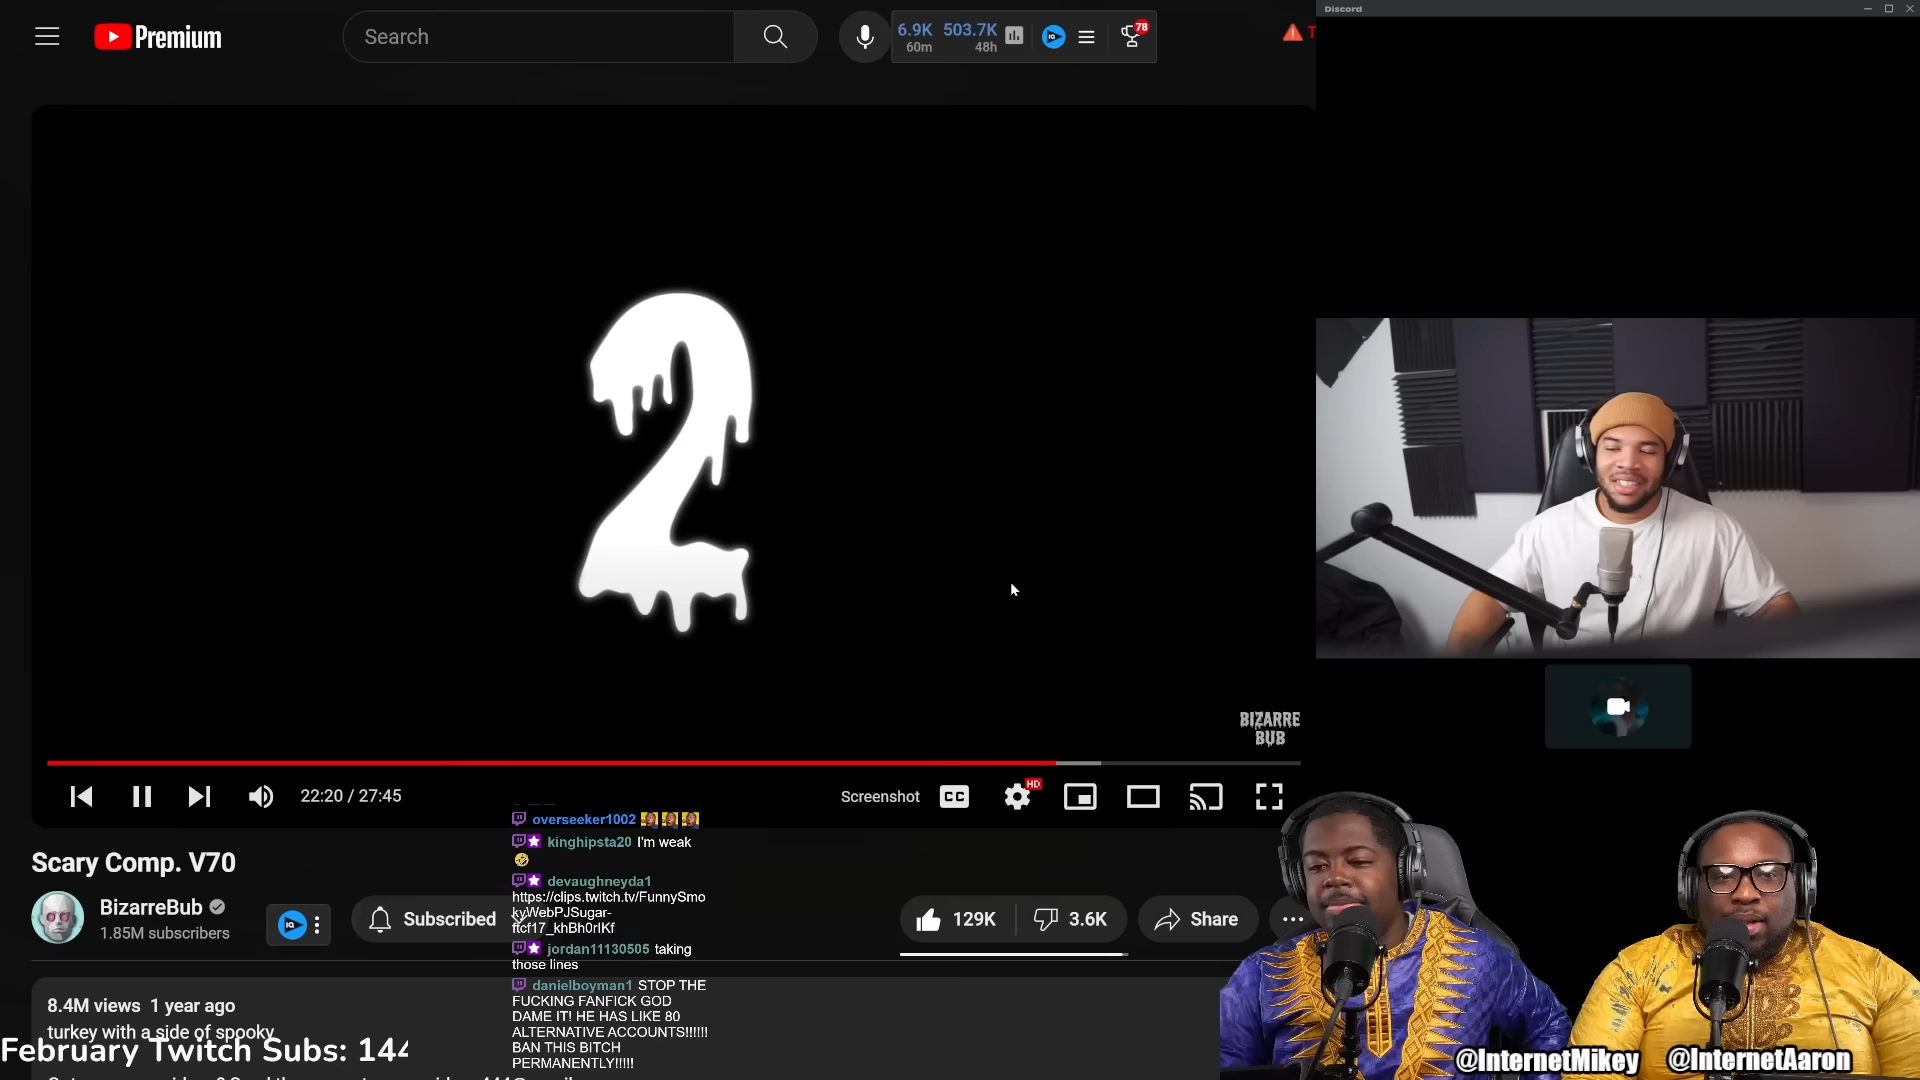 Discord
Premium
Search
6.9K 503.7K
60m 48h
78
2
BIZARRE
BUB
22:20 / 27:45
Screenshot
CC
HD
overseeker1002
kinghipsta20 I'm weak
devaughneyda1
https://clips.twitch.tv/FunnySmo
kyWebPJSugar-
ftcf17_khBh0rIKf
jordan11130505 taking
those lines
danielboyman1 STOP THE
FUCKING FANFICK GOD
DAME IT! HE HAS LIKE 80
ALTERNATIVE ACCOUNTS!!!!!!
BAN THIS BITCH
PERMANENTLY!!!!!
Scary Comp. V70
BizarreBub
1.85M subscribers
Subscribed
129K
3.6K
Share
8.4M views 1 year ago
turkey with a side of spooky
February Twitch Subs: 144
@InternetMikey
@InternetAaron